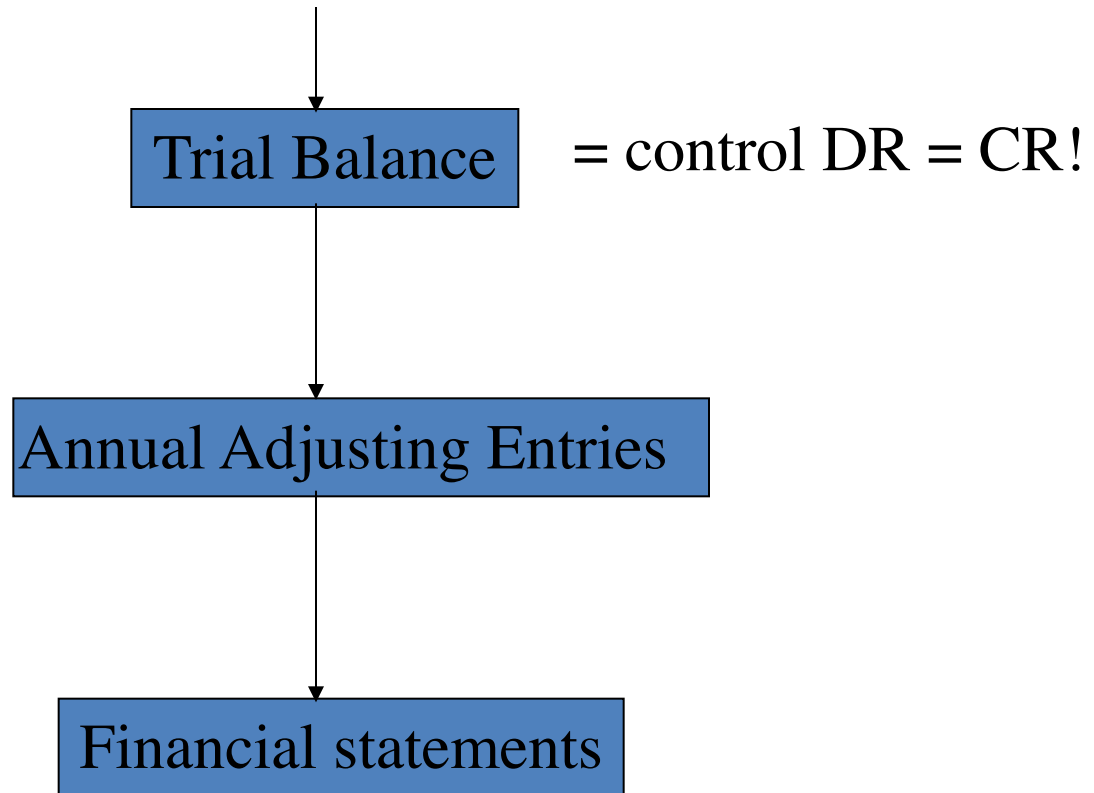 Trial Balance
= control DR = CR!
Annual Adjusting Entries
Financial statements